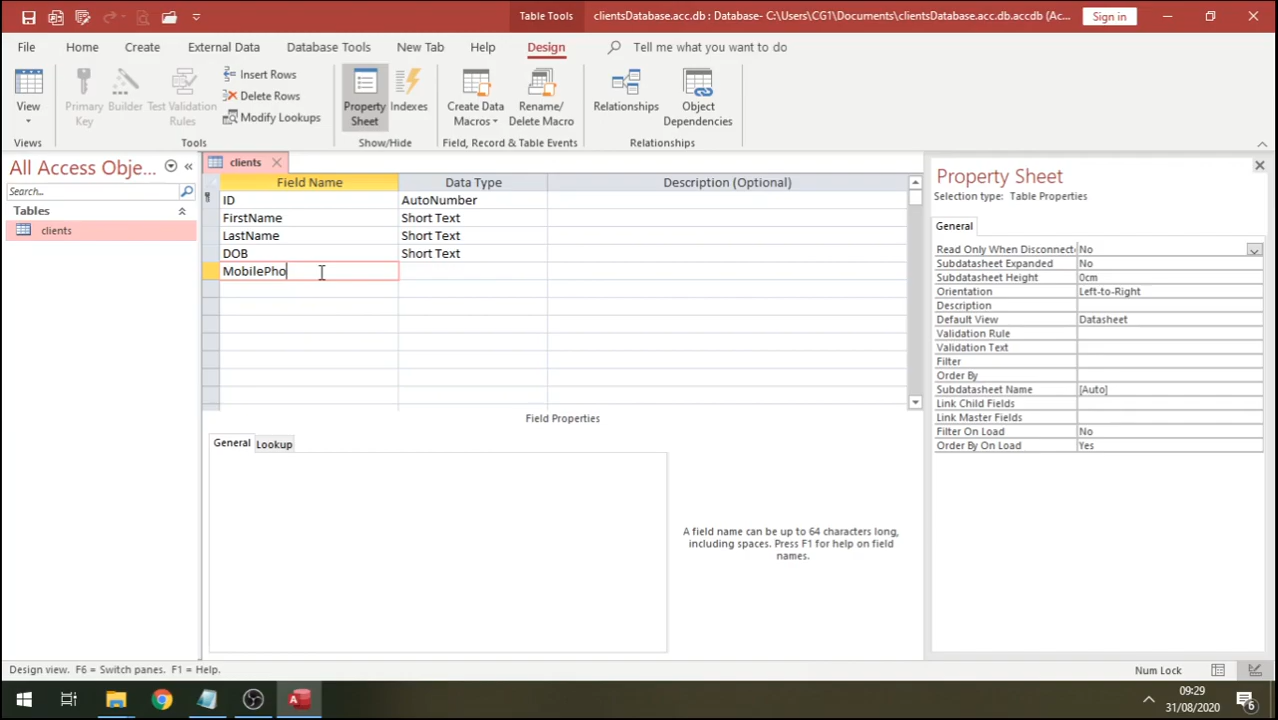 Table Tools
clientsDatabase.acc.db : Database- C:\Users\CG1\Documents\clientsDatabase.acc.db.accdb (Ac...
Sign in
File Home Create External Data Database Tools New Tab Help Design Tell me what you want to do
View
Views
Primary Key
Builder
Test Validation Rules
Insert Rows
Delete Rows
Modify Lookups
Tools
Property Sheet
Indexes
Show/Hide
Create Data Macros
Rename/ Delete Macro
Field, Record & Table Events
Relationships
Object Dependencies
Relationships
All Access Obje...
Search...
Tables
clients
clients
Field Name Data Type Description (Optional)
ID AutoNumber
FirstName Short Text
LastName Short Text
DOB Short Text
MobilePho
Field Properties
General Lookup
A field name can be up to 64 characters long,
including spaces. Press F1 for help on field
names.
Property Sheet
Selection type: Table Properties
General
Read Only When Disconnect No
Subdatasheet Expanded No
Subdatasheet Height 0cm
Orientation Left-to-Right
Description
Default View Datasheet
Validation Rule
Validation Text
Filter
Order By
Subdatasheet Name [Auto]
Link Child Fields
Link Master Fields
Filter On Load No
Order By On Load Yes
Design view. F6 = Switch panes. F1 = Help.
Num Lock
09:29
31/08/2020
6